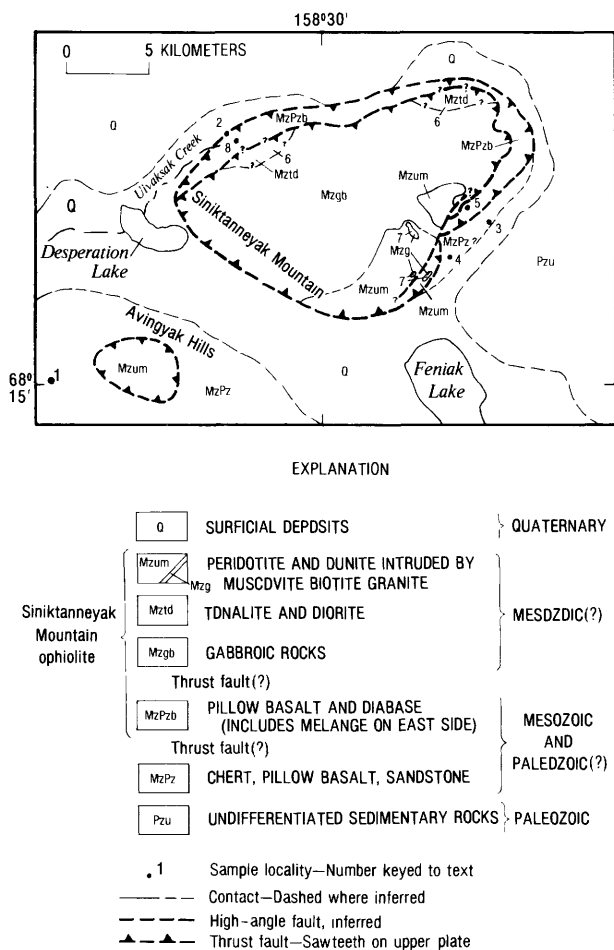 158°30'
0 5 KILOMETERS
Q
Q
2
8
MzPzb
?
?
?
6
Mztd
?
Mztd
?
6
?
MzPzb
Uivaksak Creek
Mzgb
Mzum
?
5
3
Q
Siniktanneyak Mountain
Desperation
Lake
7
Mzg
MzPz?
4
7
Mzum
?
Mzum
Pzu
Avingyak Hills
Mzum
1
MzPz
Q
Feniak
Lake
68°
15'
EXPLANATION
Q SURFICIAL DEPDSITS QUATERNARY
Mzum Mzg PERIDOTITE AND DUNITE INTRUDED BY
MUSCDVITE BIOTITE GRANITE
Mztd TDNALITE AND DIORITE MESDZDIC(?)
Siniktanneyak
Mountain
ophiolite
Mzgb GABBROIC ROCKS
Thrust fault(?)
MzPzb PILLOW BASALT AND DIABASE
(INCLUDES MELANGE ON EAST SIDE)
Thrust fault(?)
MESOZOIC
AND
PALEDZOIC(?)
MzPz CHERT, PILLOW BASALT, SANDSTONE
Pzu UNDIFFERENTIATED SEDIMENTARY ROCKS PALEOZOIC
.1 Sample locality—Number keyed to text
Contact—Dashed where inferred
High-angle fault, inferred
Thrust fault—Sawteeth on upper plate